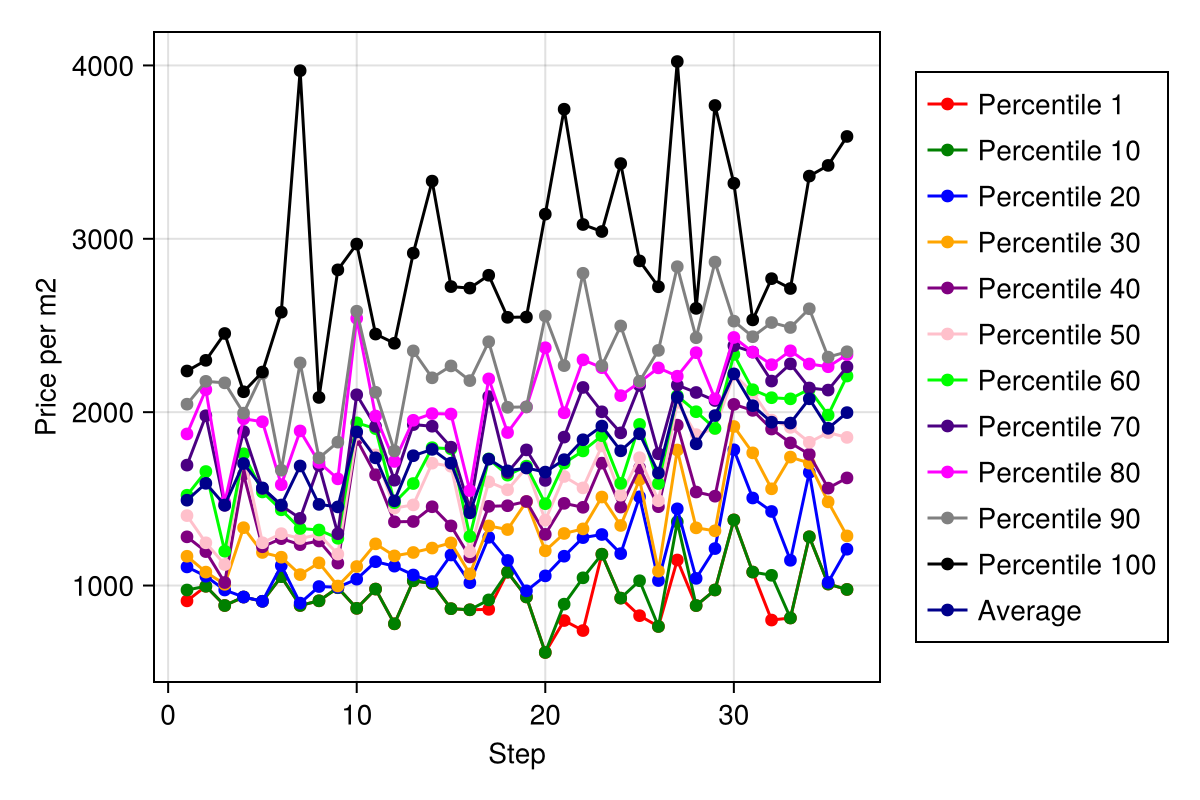 4000
3000
2000
1000
Price per m2
0 10 20 30
Step
Percentile 1
Percentile 10
Percentile 20
Percentile 30
Percentile 40
Percentile 50
Percentile 60
Percentile 70
Percentile 80
Percentile 90
Percentile 100
Average